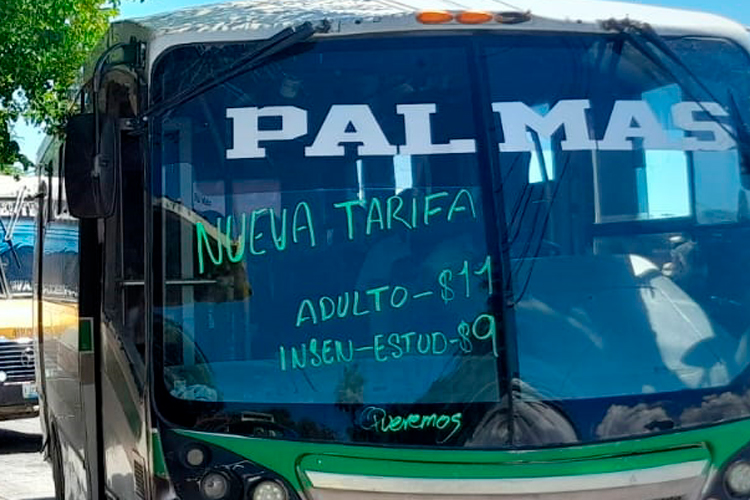 PALMAS
NUEVA TARIFA
ADULTO-$11
INSEN-ESTUD-$9
Queremos